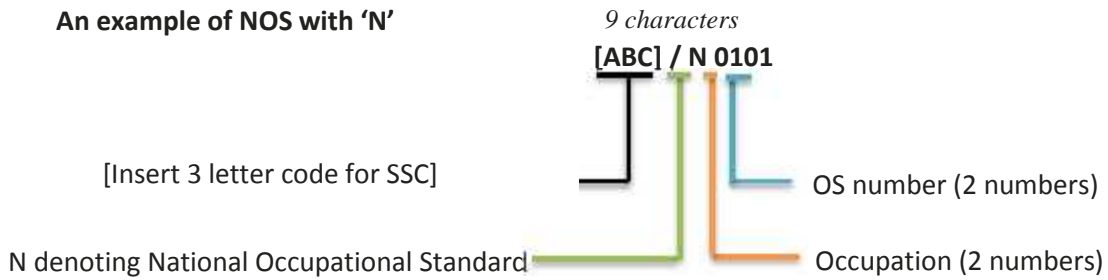 An example of NOS with ‘N’
9 characters
[ABC] / N 0101
[Insert 3 letter code for SSC]
OS number (2 numbers)
N denoting National Occupational Standard
Occupation (2 numbers)